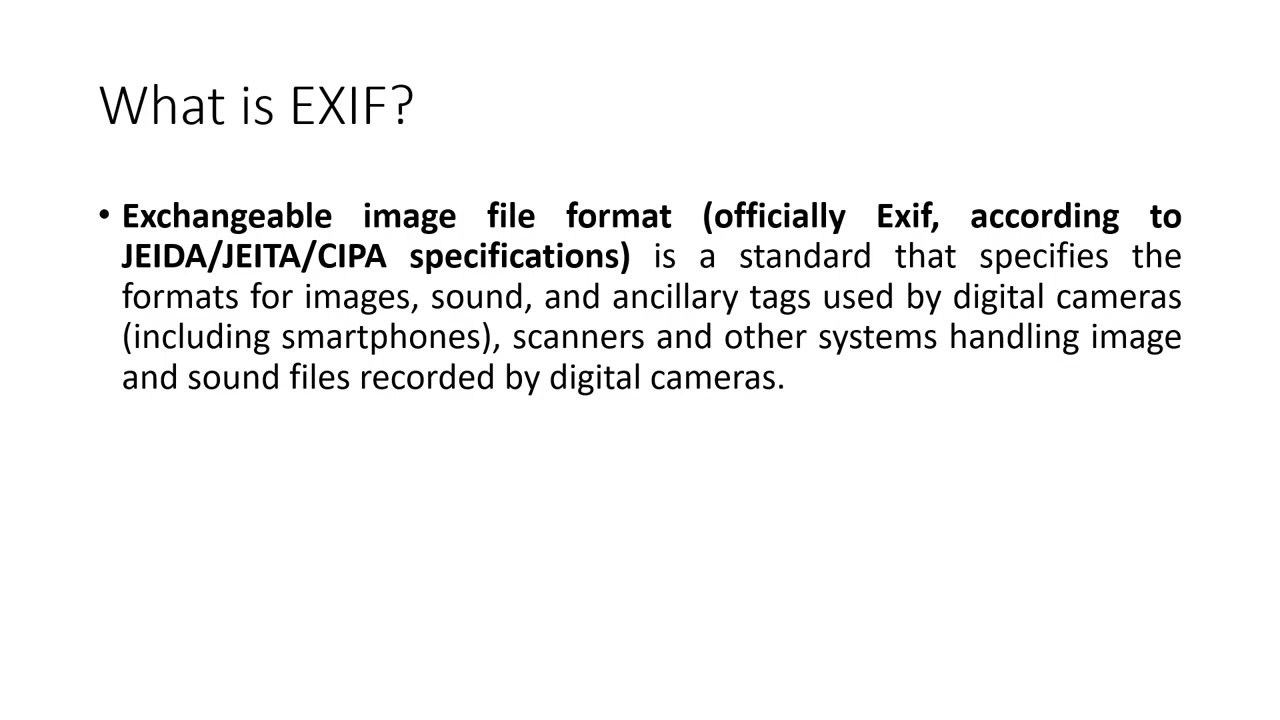 What is EXIF?
• Exchangeable image file format (officially Exif, according to
JEIDA/JEITA/CIPA specifications) is a standard that specifies the
formats for images, sound, and ancillary tags used by digital cameras
(including smartphones), scanners and other systems handling image
and sound files recorded by digital cameras.